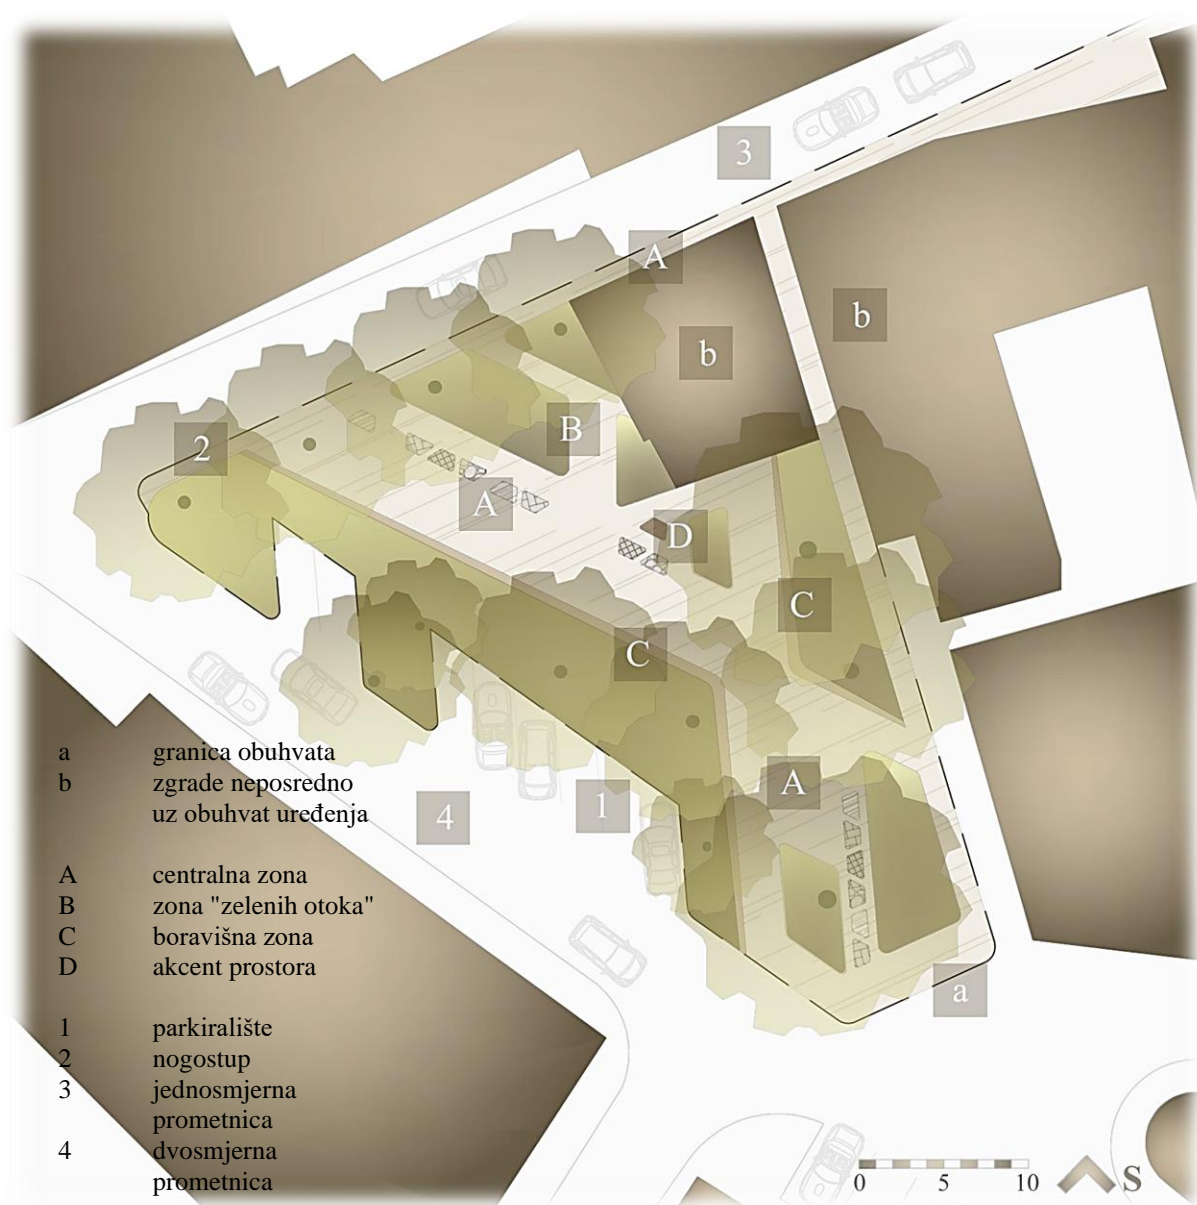 3
A
b
b
2
B
A
D
C
C
A
4
1
a
a granica obuhvata
b zgrade neposredno
uz obuhvat uređenja
A centralna zona
B zona "zelenih otoka"
C boravišna zona
D akcent prostora
1 parkiralište
2 nogostup
3 jednosmjerna
prometnica
4 dvosmjerna
prometnica
0 5 10 S